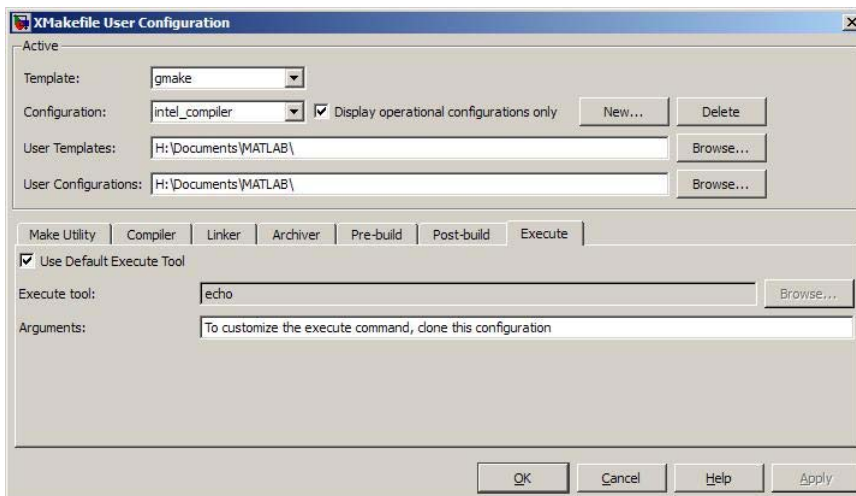 XMakefile User Configuration
Active
Template: gmake
Configuration: intel_compiler Display operational configurations only New... Delete
User Templates: H:\Documents\MATLAB\ Browse...
User Configurations: H:\Documents\MATLAB\ Browse...
Make Utility Compiler Linker Archiver Pre-build Post-build Execute
Use Default Execute Tool
Execute tool: echo Browse...
Arguments: To customize the execute command, clone this configuration
OK Cancel Help Apply